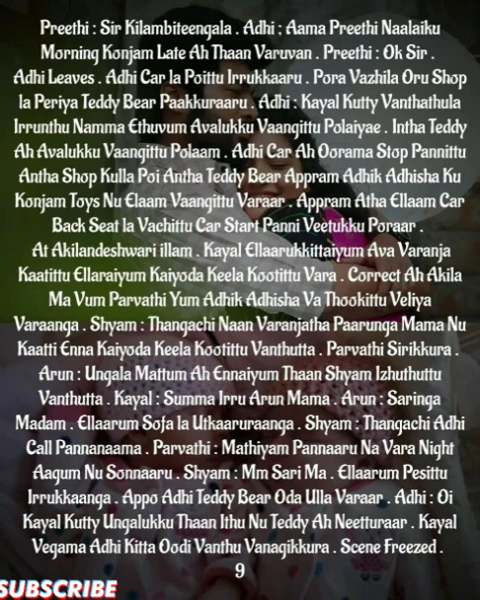 Preethi : Sir Kilambiteengala . Adhi ; Aama Preethi Naalaiku
Morning Konjam Late Ah Thaan Varuvan . Preethi : Ok Sir .
Adhi Leaves . Adhi Car la Poittu Irrukkaaru . Pora Vazhila Oru Shop
la Periya Teddy Bear Paakkuraaru . Adhi : Kayal Kutty Vanthathula
Irrunthu Namma Ethuvum Avalukku Vaangittu Polaiyae . Intha Teddy
Ah Avalukku Vaangittu Polaam . Adhi Car Ah Oorama Stop Pannittu
Antha Shop Kulla Poi Antha Teddy Bear Appram Adhik Adhisha Ku
Konjam Toys Nu Elaam Vaangittu Varaar . Appram Atha Ellaam Car
Back Seat la Vachittu Car Start Panni Veetukku Poraar .
At Akilandeshwari illam . Kayal Ellaarukkittaiyum Ava Varanja
Kaatittu Ellaraiyum Kaiyoda Keela Kootittu Vara . Correct Ah Akila
Ma Vum Parvathi Yum Adhik Adhisha Va Thookittu Veliya
Varaanga . Shyam : Thangachi Naan Varanjatha Paarunga Mama Nu
Kaatti Enna Kaiyoda Keela Kootittu Vanthutta . Parvathi Sirikkura .
Arun : Ungala Mattum Ah Ennaiyum Thaan Shyam Izhuthuttu
Vanthutta . Kayal : Summa Irru Arun Mama . Arun : Saringa
Madam . Ellaarum Sofa la Utkaaruraanga . Shyam : Thangachi Adhi
Call Pannanaama . Parvathi : Mathiyam Pannaaru Na Vara Night
Aagum Nu Sonnaaru . Shyam : Mm Sari Ma . Ellaarum Pesittu
Irrukkaanga . Appo Adhi Teddy Bear Oda Ulla Varaar . Adhi : Oi
Kayal Kutty Ungalukku Thaan Ithu Nu Teddy Ah Neetturaar . Kayal
Vegama Adhi Kitta Oodi Vanthu Vanagikkura . Scene Freezed .
9
SUBSCRIBE